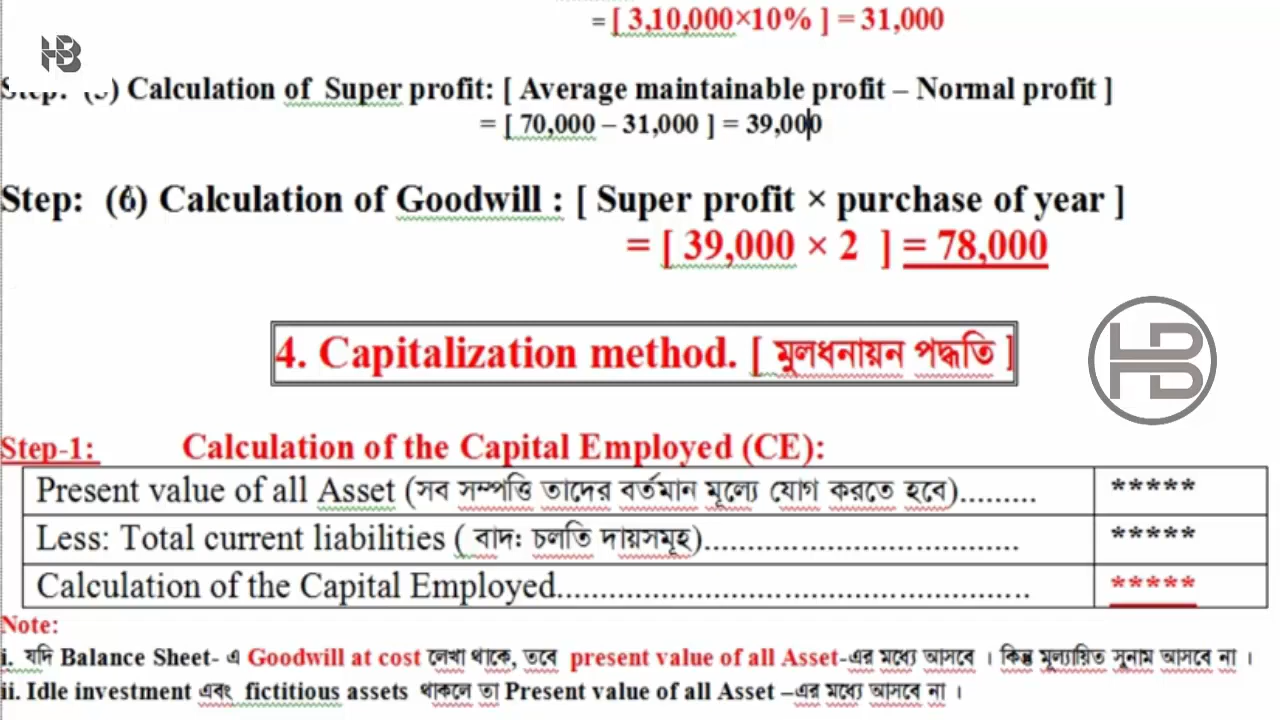 = [ 3,10,000×10% ] = 31,000
HB
Step: (5) Calculation of Super profit: [ Average maintainable profit – Normal profit ]
= [ 70,000 – 31,000 ] = 39,000
Step: (6) Calculation of Goodwill : [ Super profit × purchase of year ]
= [ 39,000 × 2 ] = 78,000
4. Capitalization method. [ মুলধনায়ন পদ্ধতি ]
Step-1: Calculation of the Capital Employed (CE):
Present value of all Asset (সব সম্পত্তি তাদের বর্তমান মূল্যে যোগ করতে হবে)......... *****
Less: Total current liabilities ( বাদঃ চলতি দায়সমূহ)..................................... *****
Calculation of the Capital Employed..................................................... *****
Note:
i. যদি Balance Sheet- এ Goodwill at cost লেখা থাকে, তবে present value of all Asset-এর মধ্যে আসবে । কিন্তু মূল্যায়িত সুনাম আসবে না ।
ii. Idle investment এবং fictitious assets থাকলে তা Present value of all Asset –এর মধ্যে আসবে না ।